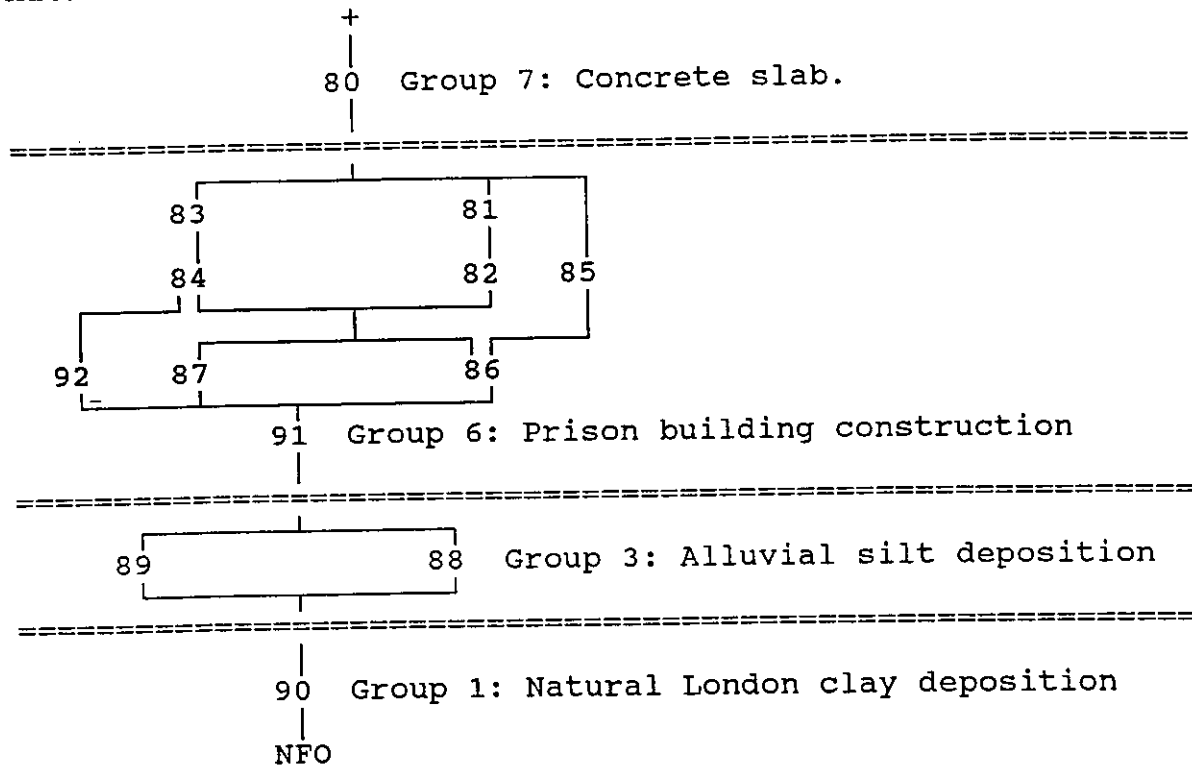 +
80 Group 7: Concrete slab.
83 81
84 82 85
92 87 86
91 Group 6: Prison building construction
89 88 Group 3: Alluvial silt deposition
90 Group 1: Natural London clay deposition
NFO